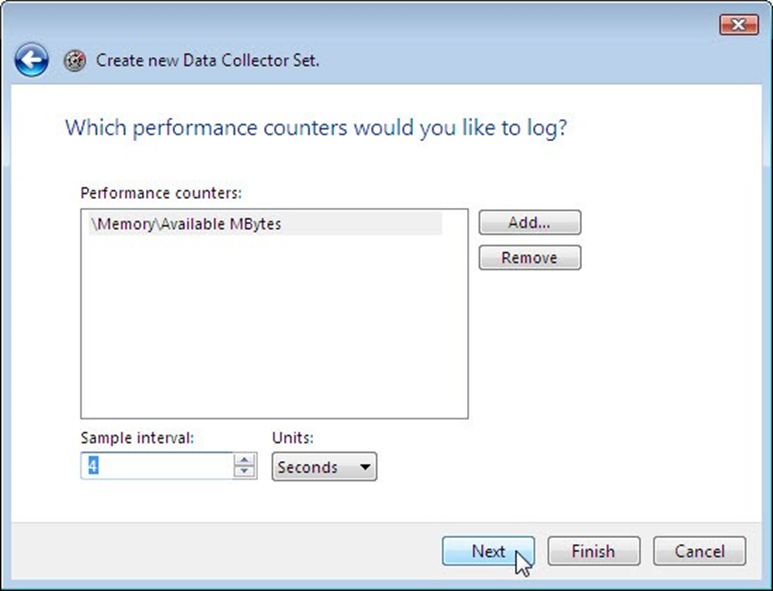 Create new Data Collector Set.
Which performance counters would you like to log?
Performance counters:
\Memory\Available MBytes
Add...
Remove
Sample interval:
Units:
4
Seconds
Next
Finish
Cancel